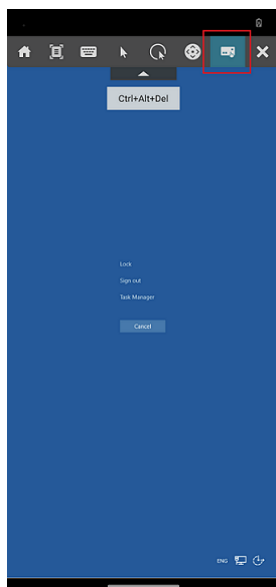 Ctrl+Alt+Del
Lock
Sign out
Task Manager
Cancel
ENG